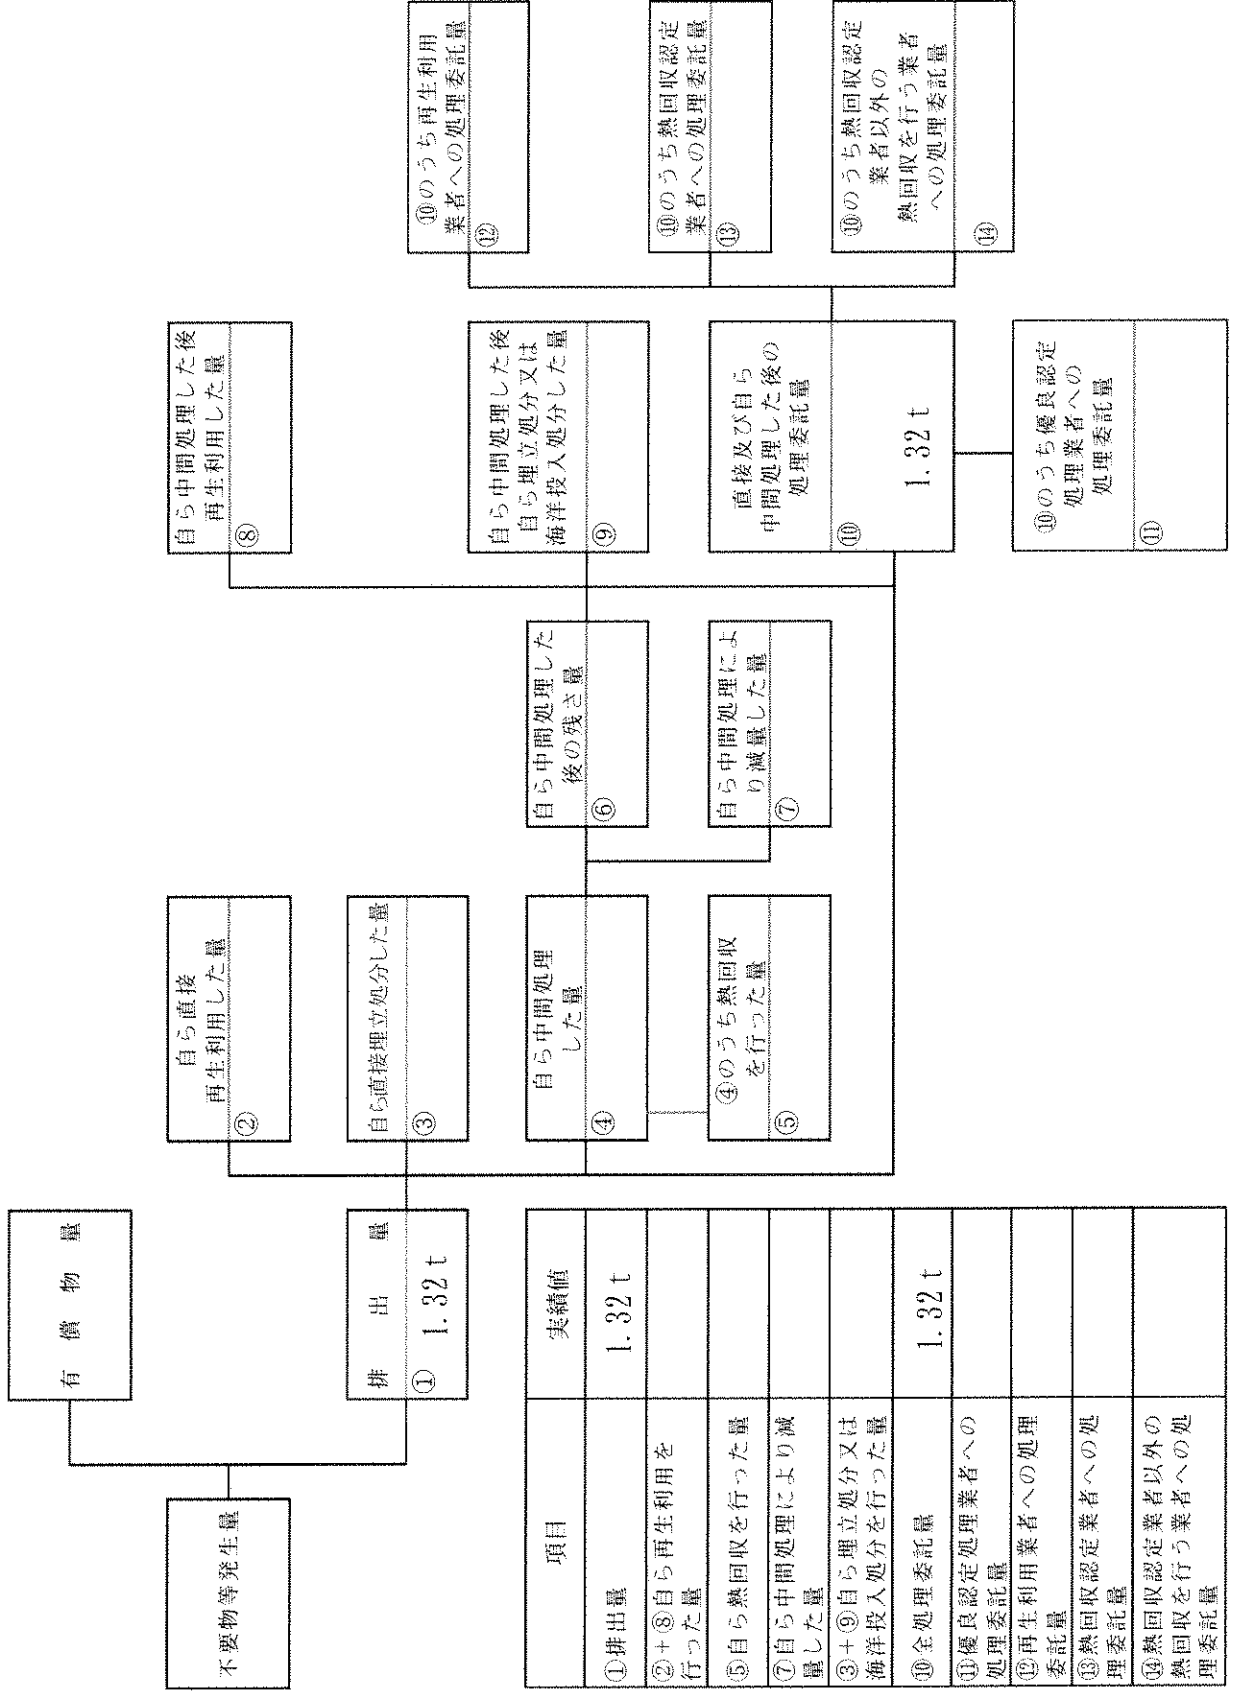 不要物等発生量
有償物量
排出量
①
1.32 t
自ら直接
再生利用した量
②
自ら直接埋立処分した量
③
自ら中間処理
した量
④
④のうち熱回収
を行った量
⑤
自ら中間処理した
後の残さ量
⑥
自ら中間処理によ
り減量した量
⑦
自ら中間処理した後
再生利用した量
⑧
自ら中間処理した後
自ら埋立処分又は
海洋投入処分した量
⑨
直接及び自ら
中間処理した後の
処理委託量
⑩
1.32 t
⑩のうち優良認定
処理業者への
処理委託量
⑪
⑩のうち再生利用
業者への処理委託量
⑫
⑩のうち熱回収認定
業者への処理委託量
⑬
⑩のうち熱回収認定
業者以外の
熱回収を行う業者
への処理委託量
⑭
項目 実績値
①排出量 1.32 t
②+⑧自ら再生利用を
行った量
⑤自ら熱回収を行った量
⑦自ら中間処理により減
量した量
③+⑨自ら埋立処分又は
海洋投入処分を行った量
⑩全処理委託量 1.32 t
⑪優良認定処理業者への
処理委託量
⑫再生利用業者への処理
委託量
⑬熱回収認定業者への処
理委託量
⑭熱回収認定業者以外の
熱回収を行う業者への処
理委託量